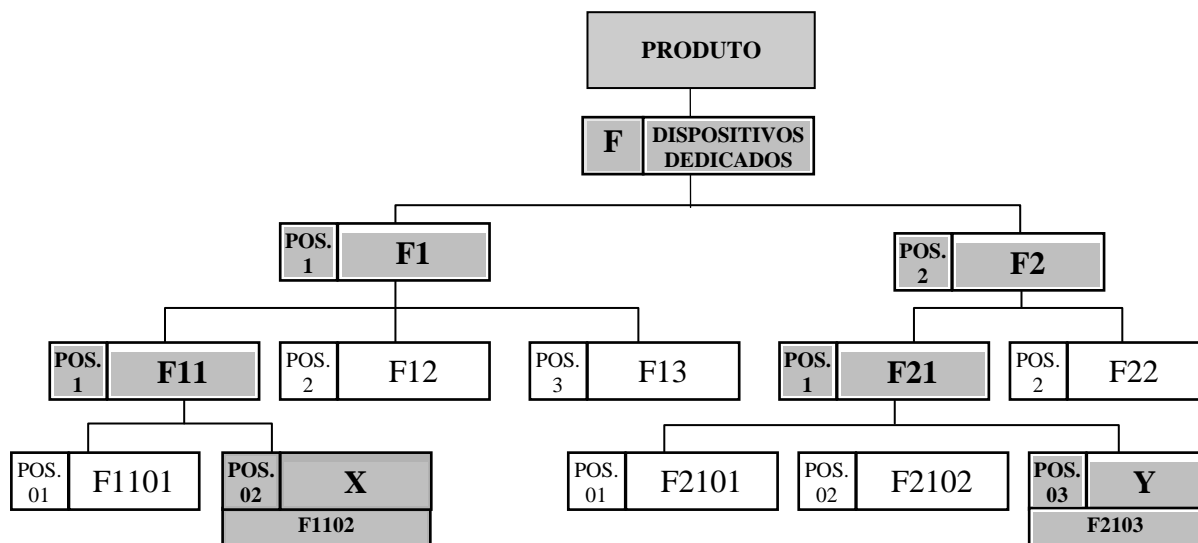 PRODUTO
F
DISPOSITIVOS
DEDICADOS
POS.
1
F1
POS.
2
F2
POS.
1
F11
POS.
2
F12
POS.
3
F13
POS.
1
F21
POS.
2
F22
POS.
01
F1101
POS.
02
X
F1102
POS.
01
F2101
POS.
02
F2102
POS.
03
Y
F2103